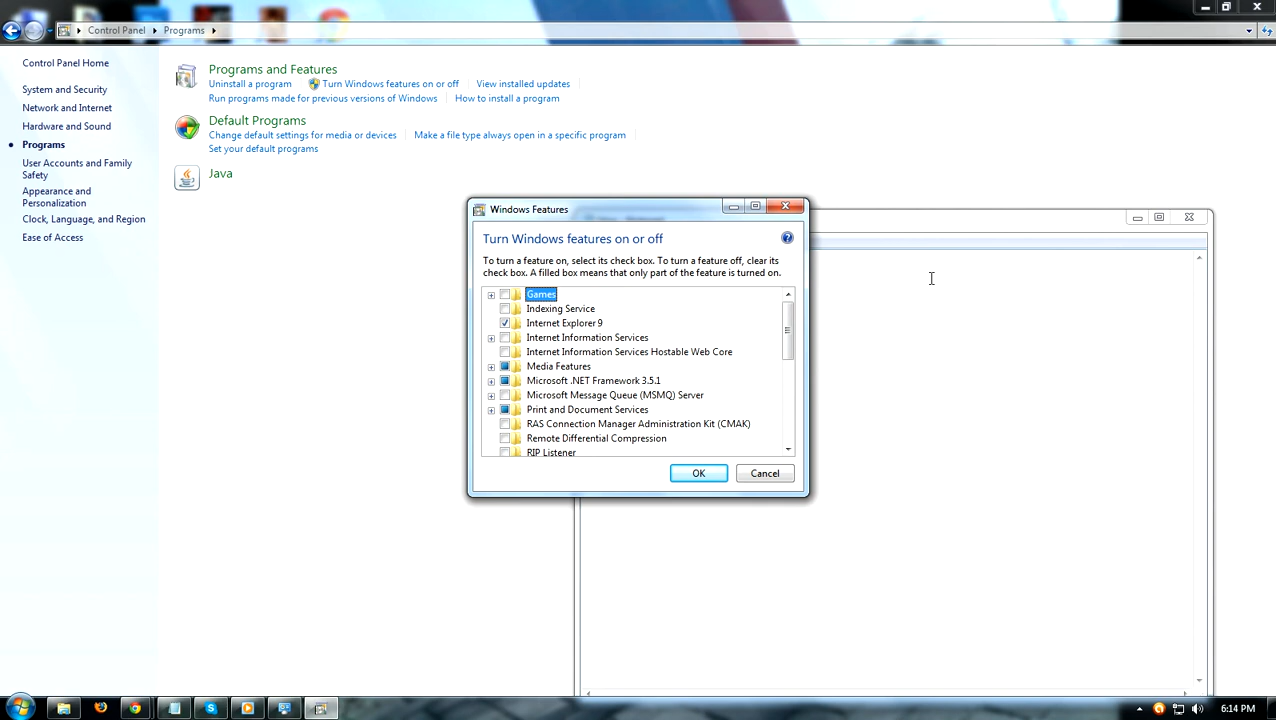 Control Panel Programs
Control Panel Home
System and Security
Network and Internet
Hardware and Sound
Programs
User Accounts and Family
Safety
Appearance and
Personalization
Clock, Language, and Region
Ease of Access
Programs and Features
Uninstall a program Turn Windows features on or off View installed updates
Run programs made for previous versions of Windows How to install a program
Default Programs
Change default settings for media or devices Make a file type always open in a specific program
Set your default programs
Java
Windows Features
Turn Windows features on or off
To turn a feature on, select its check box. To turn a feature off, clear its
check box. A filled box means that only part of the feature is turned on.
Games
Indexing Service
Internet Explorer 9
Internet Information Services
Internet Information Services Hostable Web Core
Media Features
Microsoft .NET Framework 3.5.1
Microsoft Message Queue (MSMQ) Server
Print and Document Services
RAS Connection Manager Administration Kit (CMAK)
Remote Differential Compression
RIP Listener
OK Cancel
6:14 PM